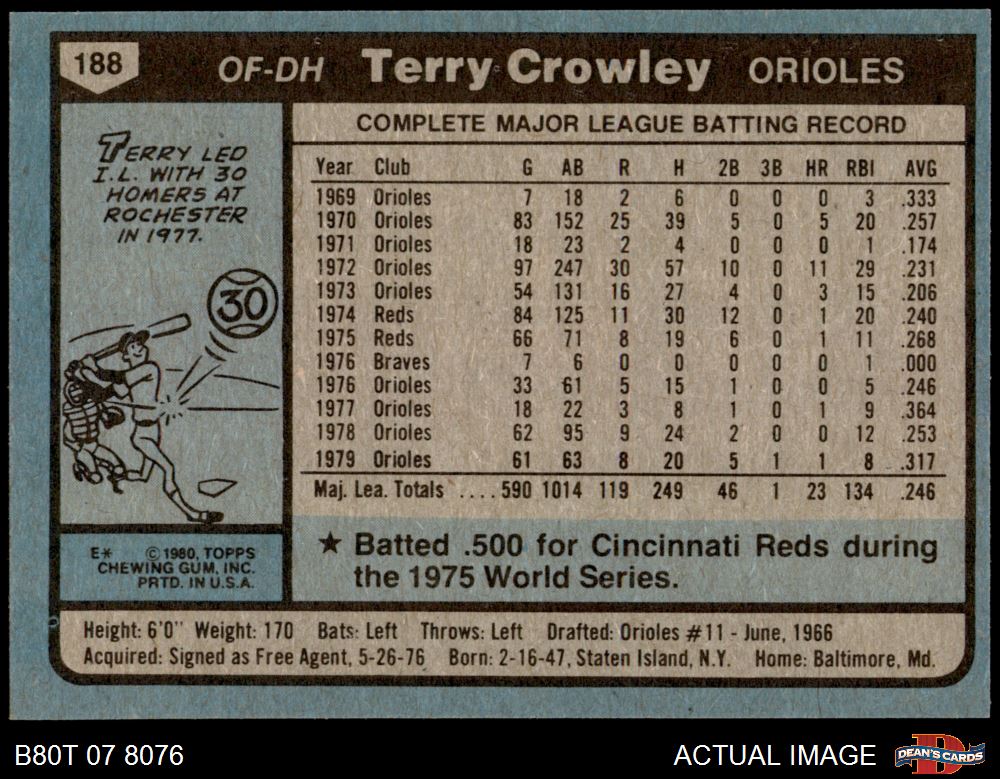 188 OF-DH Terry Crowley ORIOLES
TERRY LED
I.L. WITH 30
HOMERS AT
ROCHESTER
IN 1977.
30
E* © 1980, TOPPS
CHEWING GUM, INC.
PRTD. IN U.S.A.
COMPLETE MAJOR LEAGUE BATTING RECORD
Year Club G AB R H 2B 3B HR RBI AVG
1969 Orioles 7 18 2 6 0 0 0 3 .333
1970 Orioles 83 152 25 39 5 0 5 20 .257
1971 Orioles 18 23 2 4 0 0 0 1 .174
1972 Orioles 97 247 30 57 10 0 11 29 .231
1973 Orioles 54 131 16 27 4 0 3 15 .206
1974 Reds 84 125 11 30 12 0 1 20 .240
1975 Reds 66 71 8 19 6 0 1 11 .268
1976 Braves 7 6 0 0 0 0 0 1 .000
1976 Orioles 33 61 5 15 1 0 0 5 .246
1977 Orioles 18 22 3 8 1 0 1 9 .364
1978 Orioles 62 95 9 24 2 0 0 12 .253
1979 Orioles 61 63 8 20 5 1 1 8 .317
Maj. Lea. Totals ....590 1014 119 249 46 1 23 134 .246
★ Batted .500 for Cincinnati Reds during
the 1975 World Series.
Height: 6'0" Weight: 170 Bats: Left Throws: Left Drafted: Orioles #11 - June, 1966
Acquired: Signed as Free Agent, 5-26-76 Born: 2-16-47, Staten Island, N.Y. Home: Baltimore, Md.
B80T 07 8076 ACTUAL IMAGE D DEAN'S CARDS